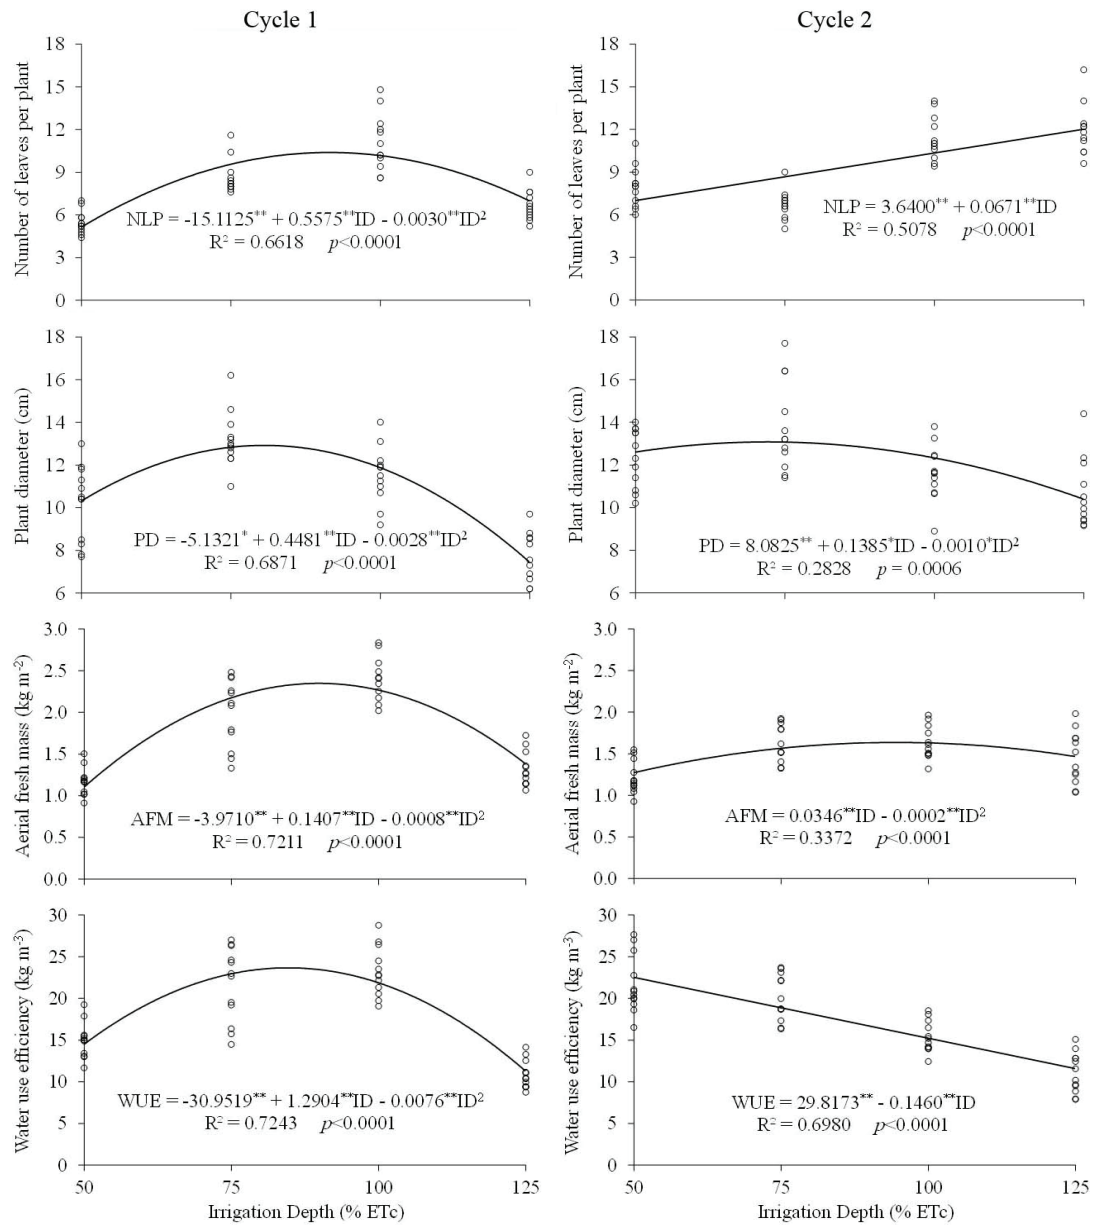 Cycle 1
Cycle 2
18
15
12
9
6
3
0
Number of leaves per plant
NLP = -15.1125** + 0.5575**ID - 0.0030**ID²
R² = 0.6618 p<0.0001
18
15
12
9
6
3
0
Number of leaves per plant
NLP = 3.6400** + 0.0671**ID
R² = 0.5078 p<0.0001
18
16
14
12
10
8
6
Plant diameter (cm)
PD = -5.1321* + 0.4481**ID - 0.0028**ID²
R² = 0.6871 p<0.0001
18
16
14
12
10
8
6
Plant diameter (cm)
PD = 8.0825** + 0.1385*ID - 0.0010*ID²
R² = 0.2828 p = 0.0006
3.0
2.5
2.0
1.5
1.0
0.5
0.0
Aerial fresh mass (kg m⁻²)
AFM = -3.9710** + 0.1407**ID - 0.0008**ID²
R² = 0.7211 p<0.0001
3.0
2.5
2.0
1.5
1.0
0.5
0.0
Aerial fresh mass (kg m⁻²)
AFM = 0.0346**ID - 0.0002**ID²
R² = 0.3372 p<0.0001
30
25
20
15
10
5
0
Water use efficiency (kg m⁻³)
WUE = -30.9519** + 1.2904**ID - 0.0076**ID²
R² = 0.7243 p<0.0001
50 75 100 125
Irrigation Depth (% ETc)
30
25
20
15
10
5
0
Water use efficiency (kg m⁻³)
WUE = 29.8173** - 0.1460**ID
R² = 0.6980 p<0.0001
50 75 100 125
Irrigation Depth (% ETc)